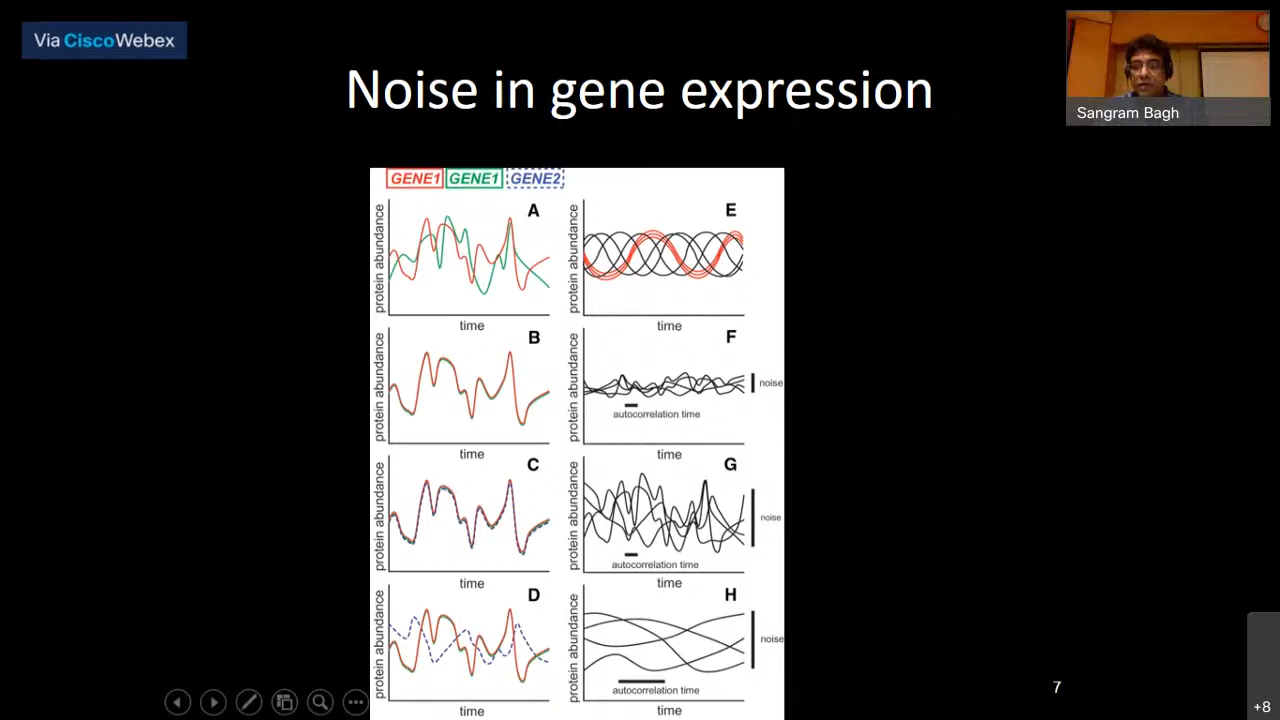 Via CiscoWebex
Noise in gene expression
Sangram Bagh
GENE1 GENE1 GENE2
A
protein abundance
time
B
protein abundance
time
C
protein abundance
time
D
protein abundance
time
E
protein abundance
time
F
protein abundance
noise
autocorrelation time
time
G
protein abundance
noise
autocorrelation time
time
H
protein abundance
noise
autocorrelation time
time
7
+8